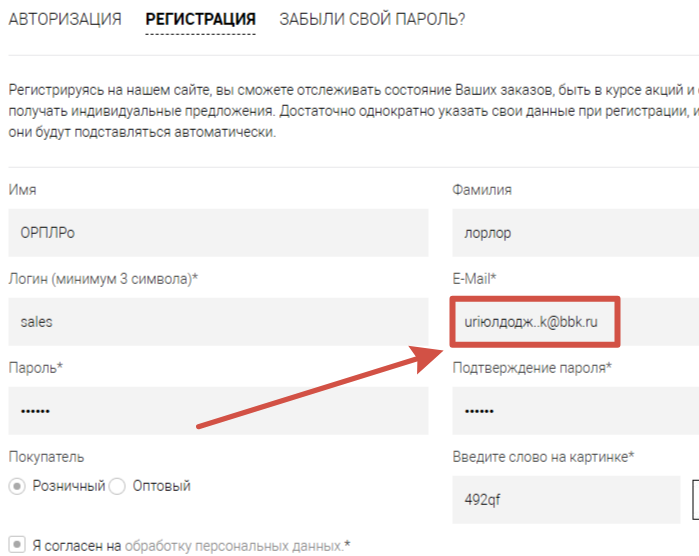 АВТОРИЗАЦИЯ РЕГИСТРАЦИЯ ЗАБЫЛИ СВОЙ ПАРОЛЬ?
Регистрируясь на нашем сайте, вы сможете отслеживать состояние Ваших заказов, быть в курсе акций и
получать индивидуальные предложения. Достаточно однократно указать свои данные при регистрации, и
они будут подставляться автоматически.
Имя Фамилия
ОРПЛРо лорлор
Логин (минимум 3 символа)* E-Mail*
sales uriюлдодж..k@bbk.ru
Пароль* Подтверждение пароля*
•••••• ••••••
Покупатель Введите слово на картинке*
Розничный Оптовый 492qf
Я согласен на обработку персональных данных.*